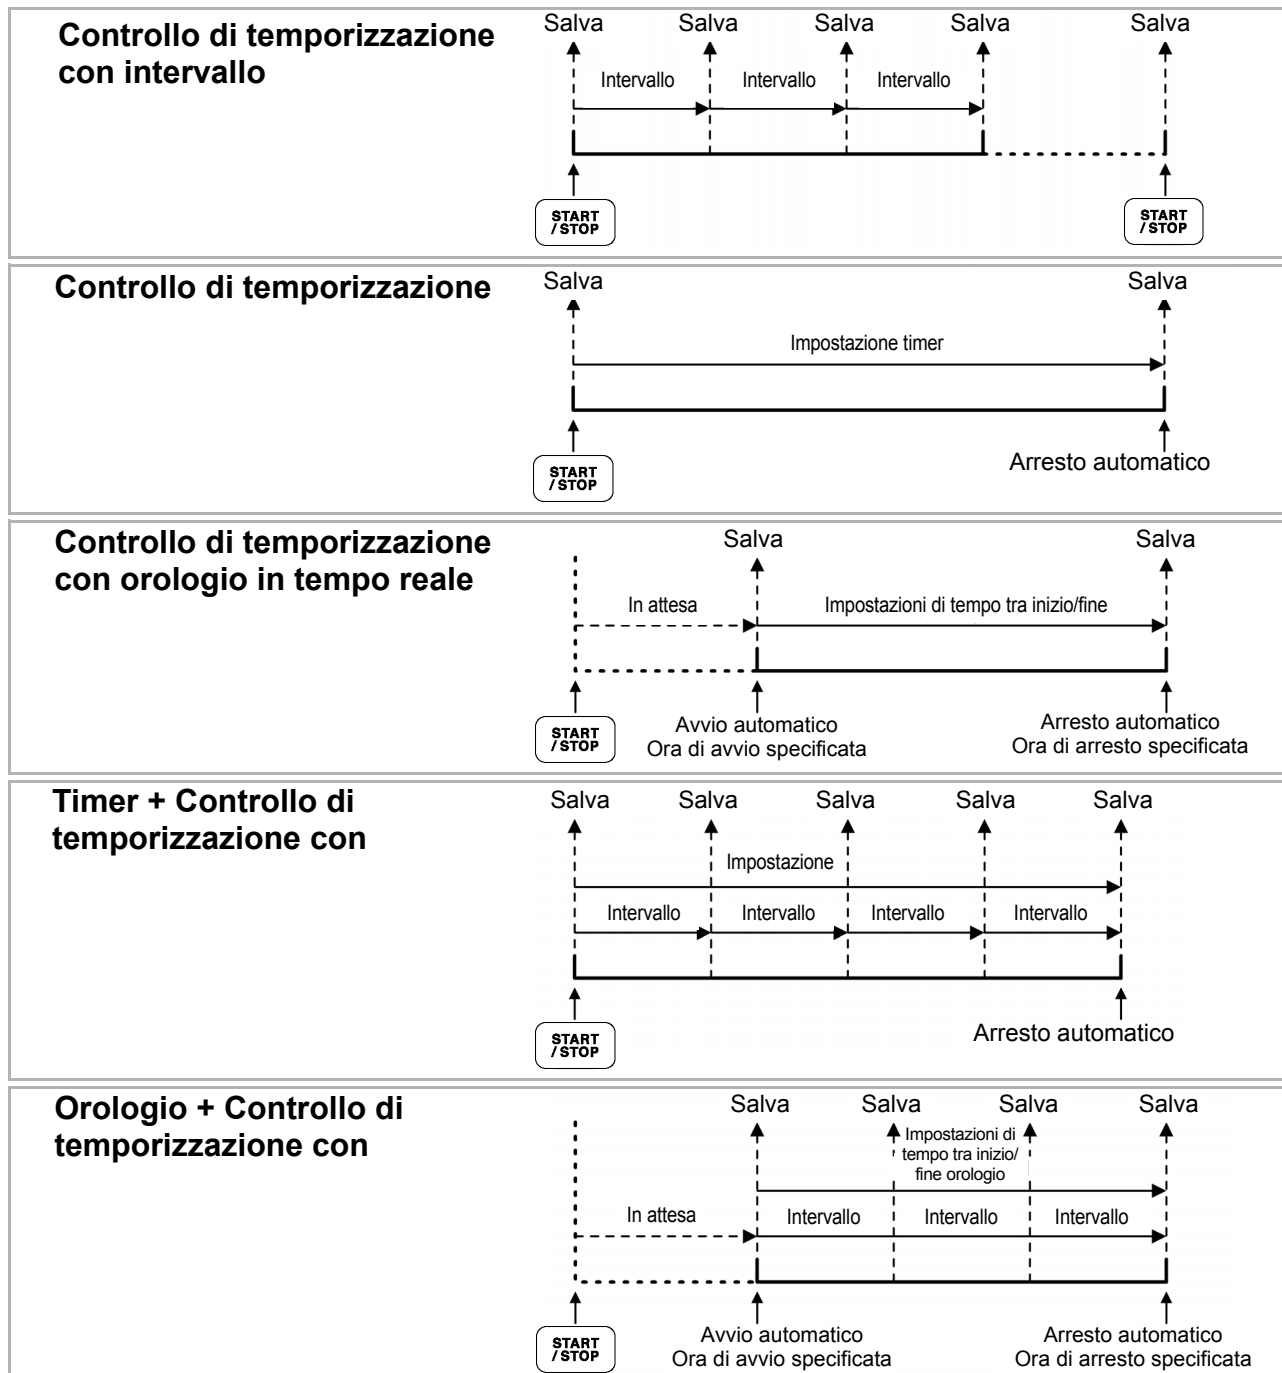 Controllo di temporizzazione
con intervallo
Salva Salva Salva Salva Salva
Intervallo Intervallo Intervallo
START
/ STOP
START
/ STOP
Controllo di temporizzazione
Salva Salva
Impostazione timer
START
/ STOP
Arresto automatico
Controllo di temporizzazione
con orologio in tempo reale
Salva Salva
In attesa Impostazioni di tempo tra inizio/fine
START
/ STOP
Avvio automatico
Ora di avvio specificata
Arresto automatico
Ora di arresto specificata
Timer + Controllo di
temporizzazione con
Salva Salva Salva Salva Salva
Impostazione
Intervallo Intervallo Intervallo Intervallo
START
/ STOP
Arresto automatico
Orologio + Controllo di
temporizzazione con
Salva Salva Salva Salva
Impostazioni di
tempo tra inizio/
fine orologio
In attesa Intervallo Intervallo Intervallo
START
/ STOP
Avvio automatico
Ora di avvio specificata
Arresto automatico
Ora di arresto specificata